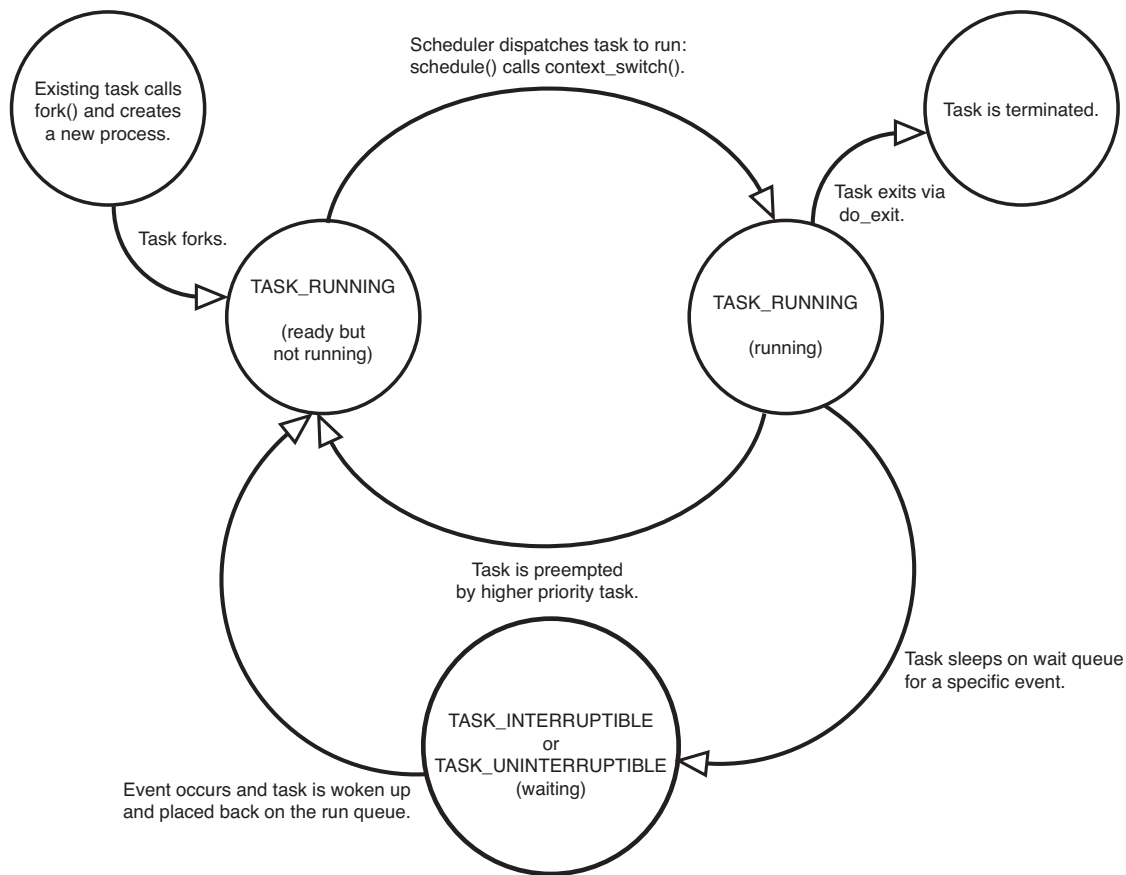 Existing task calls
fork() and creates
a new process.
Scheduler dispatches task to run:
schedule() calls context_switch().
Task is terminated.
Task forks.
Task exits via
do_exit.
TASK_RUNNING
(ready but
not running)
TASK_RUNNING
(running)
Task is preempted
by higher priority task.
Task sleeps on wait queue
for a specific event.
TASK_INTERRUPTIBLE
or
TASK_UNINTERRUPTIBLE
(waiting)
Event occurs and task is woken up
and placed back on the run queue.